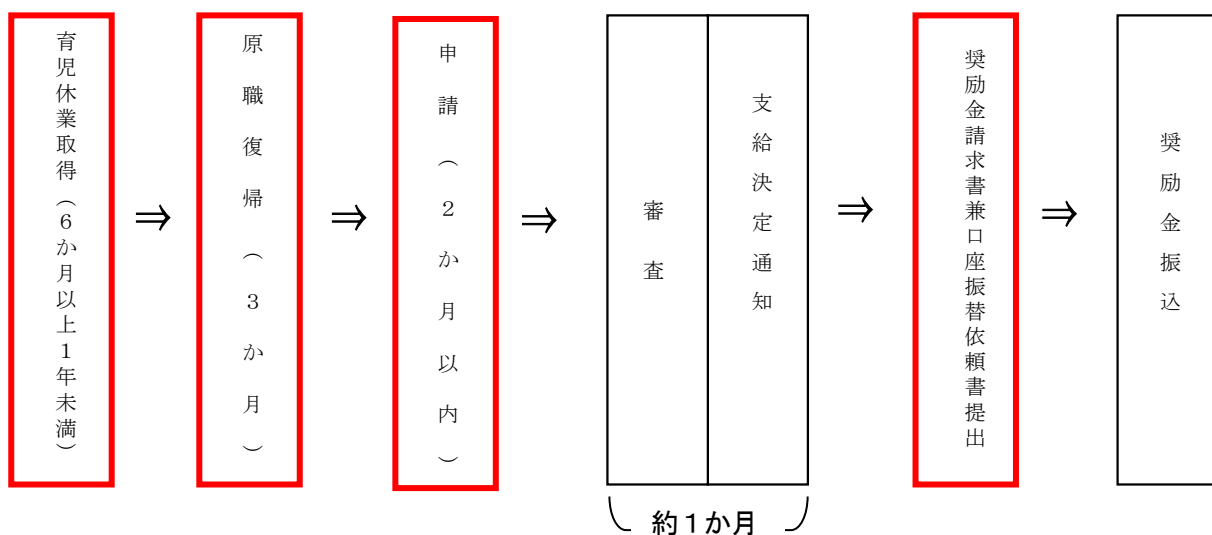 育児休業取得（６か月以上１年未満）
⇒
原職復帰（３か月）
⇒
申請（２か月以内）
⇒
審査
支給決定通知
約１か月
⇒
奨励金請求書兼口座振替依頼書提出
⇒
奨励金振込